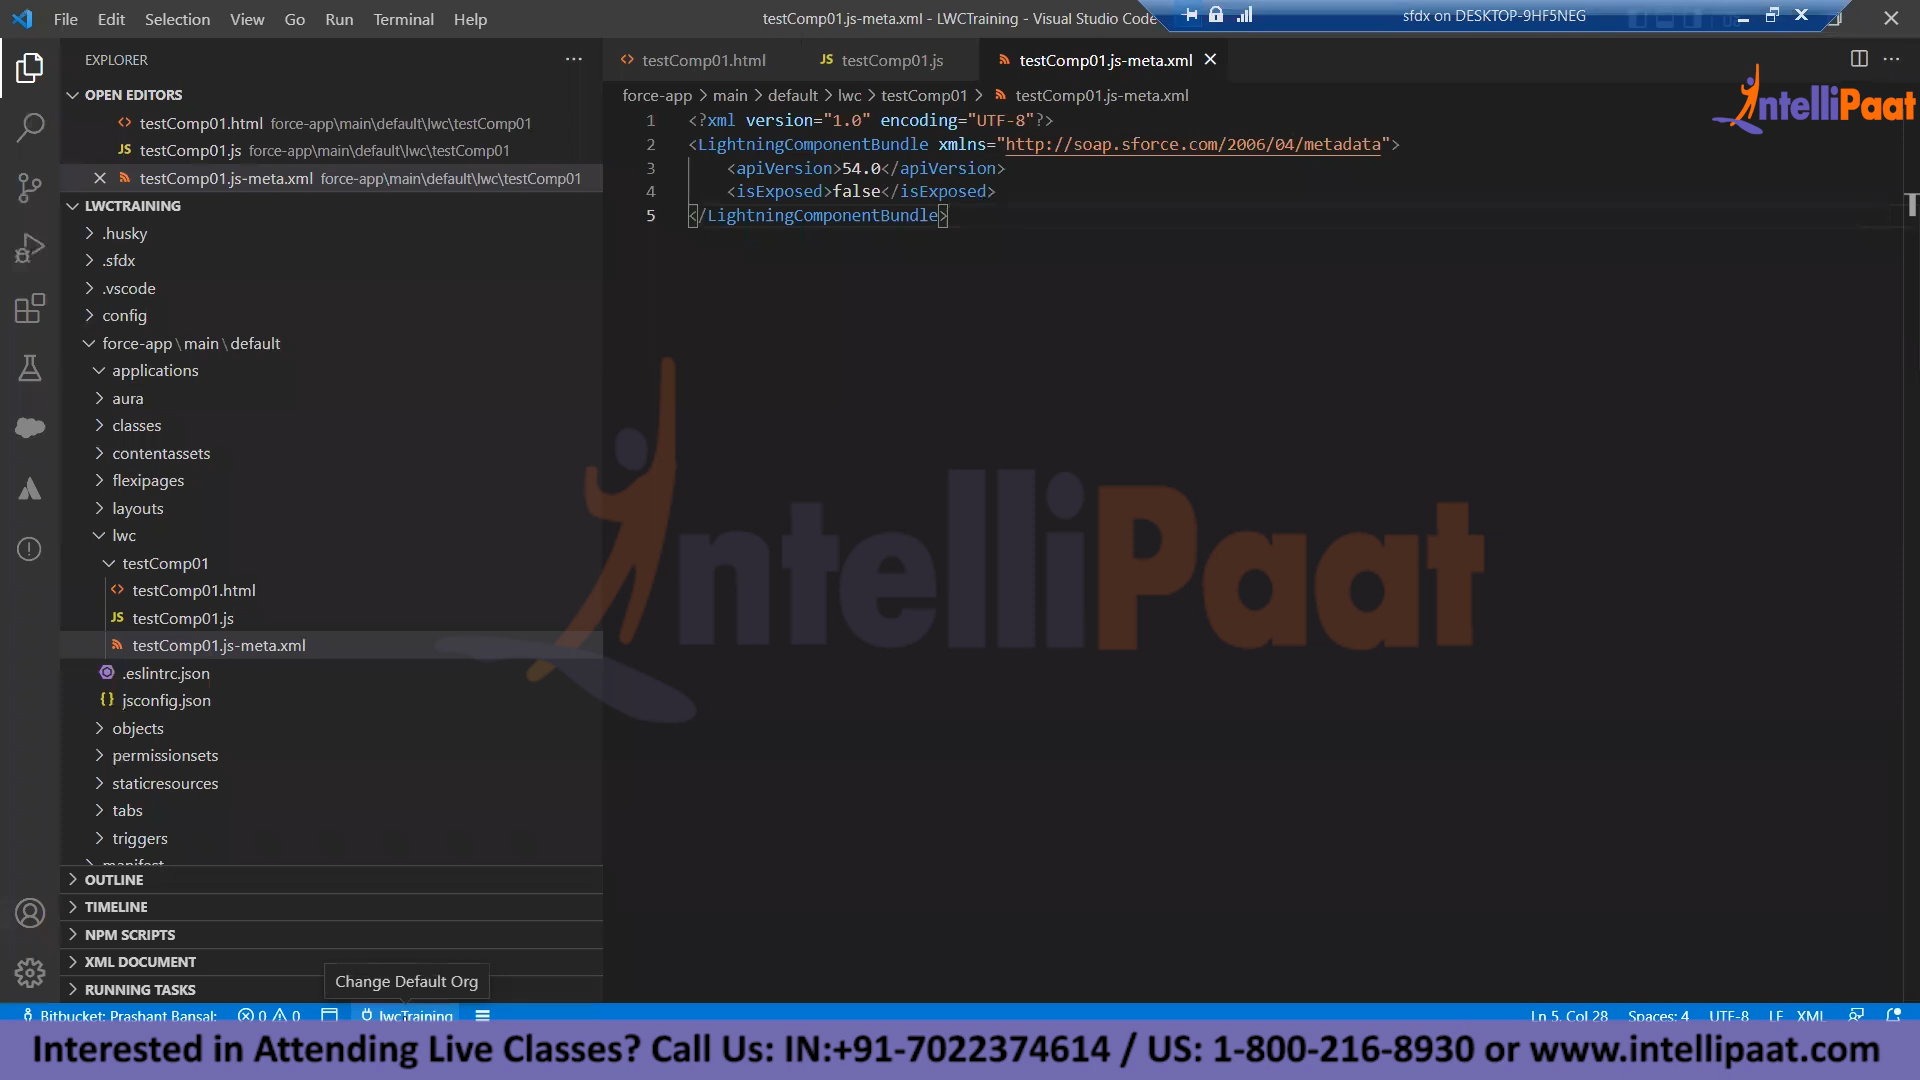 File Edit Selection View Go Run Terminal Help
testComp01.js-meta.xml - LWCTraining - Visual Studio Code
sfdx on DESKTOP-9HF5NEG
EXPLORER
OPEN EDITORS
testComp01.html force-app\main\default\lwc\testComp01
JS testComp01.js force-app\main\default\lwc\testComp01
testComp01.js-meta.xml force-app\main\default\lwc\testComp01
LWCTRAINING
.husky
.sfdx
.vscode
config
force-app\main\default
applications
aura
classes
contentassets
flexipages
layouts
lwc
testComp01
testComp01.html
JS testComp01.js
testComp01.js-meta.xml
.eslintrc.json
{} jsconfig.json
objects
permissionsets
staticresources
tabs
triggers
manifest
OUTLINE
TIMELINE
NPM SCRIPTS
XML DOCUMENT
RUNNING TASKS
Change Default Org
testComp01.html JS testComp01.js testComp01.js-meta.xml
force-app > main > default > lwc > testComp01 > testComp01.js-meta.xml
1 <?xml version="1.0" encoding="UTF-8"?>
2 <LightningComponentBundle xmlns="http://soap.sforce.com/2006/04/metadata">
3 <apiVersion>54.0</apiVersion>
4 <isExposed>false</isExposed>
5 </LightningComponentBundle>
IntelliPaat
IntelliPaat
Bitbucket: Prashant Bansal: 0 0 lwcTraining
Ln 5, Col 28 Spaces: 4 UTF-8 LF XML
Interested in Attending Live Classes? Call Us: IN:+91-7022374614 / US: 1-800-216-8930 or www.intellipaat.com